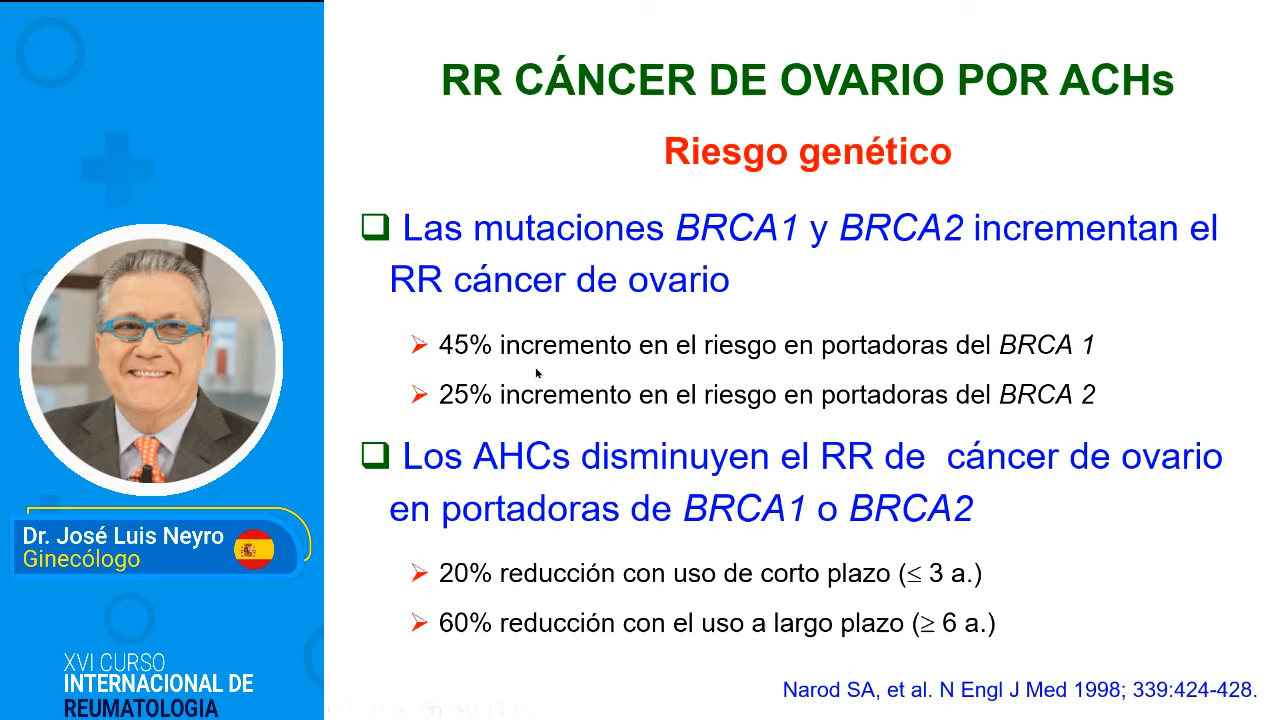 RR CÁNCER DE OVARIO POR ACHs
Riesgo genético
Las mutaciones BRCA1 y BRCA2 incrementan el
RR cáncer de ovario
45% incremento en el riesgo en portadoras del BRCA 1
25% incremento en el riesgo en portadoras del BRCA 2
Los AHCs disminuyen el RR de cáncer de ovario
en portadoras de BRCA1 o BRCA2
20% reducción con uso de corto plazo (≤ 3 a.)
60% reducción con el uso a largo plazo (≥ 6 a.)
Narod SA, et al. N Engl J Med 1998; 339:424-428.
Dr. José Luis Neyro
Ginecólogo
XVI CURSO
INTERNACIONAL DE
REUMATOLOGIA